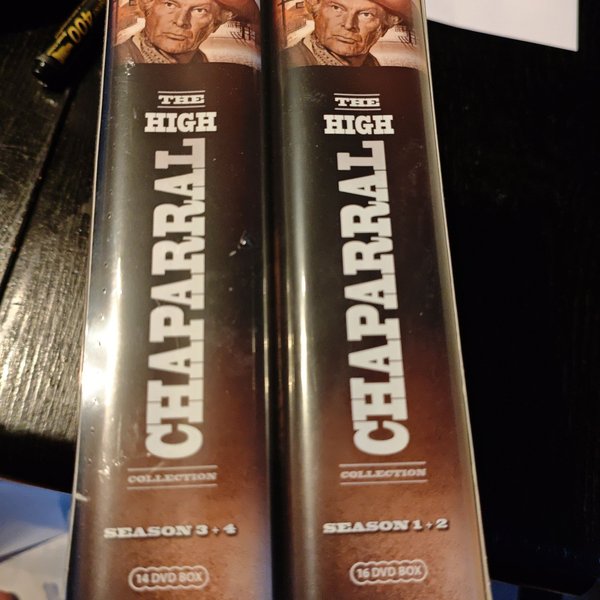 400
THE
HIGH
CHAPARRAL
COLLECTION
SEASON 3+4
14 DVD BOX
THE
HIGH
CHAPARRAL
COLLECTION
SEASON 1+2
16 DVD BOX